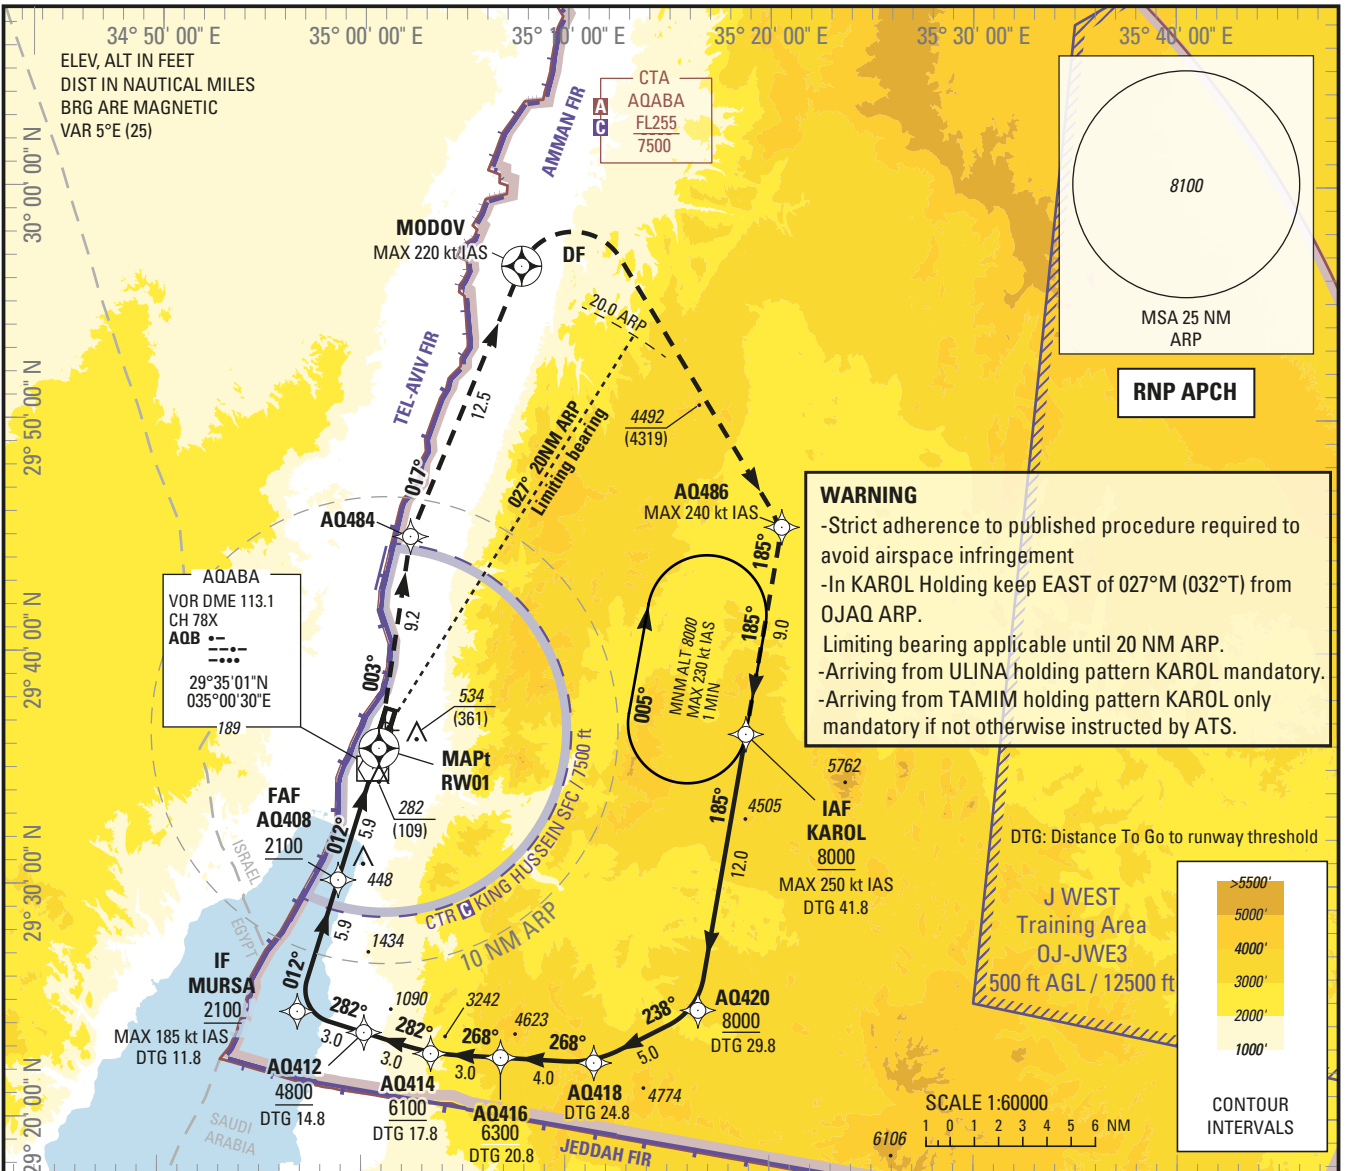 34° 50' 00" E
35° 00' 00" E
35° 10' 00" E
35° 20' 00" E
35° 30' 00" E
35° 40' 00" E
ELEV, ALT IN FEET
DIST IN NAUTICAL MILES
BRG ARE MAGNETIC
VAR 5°E (25)
CTA
AQABA
A
C
FL255
7500
AMMAN FIR
30° 00' 00" N
8100
MSA 25 NM
ARP
RNP APCH
MODOV
MAX 220 kt IAS
DF
20.0 ARP
TEL-AVIV FIR
12.5
29° 50' 00" N
4492
(4319)
027° 20NM ARP
Limiting bearing
017°
AQ484
AQ486
MAX 240 kt IAS
185°
WARNING
-Strict adherence to published procedure required to
avoid airspace infringement
-In KAROL Holding keep EAST of 027°M (032°T) from
OJAQ ARP.
Limiting bearing applicable until 20 NM ARP.
-Arriving from ULINA holding pattern KAROL mandatory.
-Arriving from TAMIM holding pattern KAROL only
mandatory if not otherwise instructed by ATS.
AQABA
VOR DME 113.1
CH 78X
AQB
29°35'01"N
035°00'30"E
189
9.2
003°
29° 40' 00" N
MNM ALT 8000
MAX 230 kt IAS
1 MIN
005°
185°
9.0
534
(361)
MAPt
RW01
282
(109)
CTR C KING HUSSEIN SFC / 7500 ft
10 NM ARP
5762
4505
185°
12.0
IAF
KAROL
8000
MAX 250 kt IAS
DTG 41.8
DTG: Distance To Go to runway threshold
FAF
AQ408
2100
012°
5.9
448
ISRAEL
EGYPT
29° 30' 00" N
5.9
012°
1434
IF
MURSA
2100
MAX 185 kt IAS
DTG 11.8
J WEST
Training Area
OJ-JWE3
500 ft AGL / 12500 ft
>5500'
5000'
4000'
3000'
2000'
1000'
CONTOUR
INTERVALS
282°
3.0
1090
282°
3.0
3242
268°
3.0
4623
268°
4.0
238°
5.0
AQ420
8000
DTG 29.8
AQ412
4800
DTG 14.8
AQ414
6100
DTG 17.8
AQ416
6300
DTG 20.8
AQ418
DTG 24.8
4774
6106
SAUDI
ARABIA
JEDDAH FIR
29° 20' 00" N
SCALE 1:60000
1 0 1 2 3 4 5 6 NM